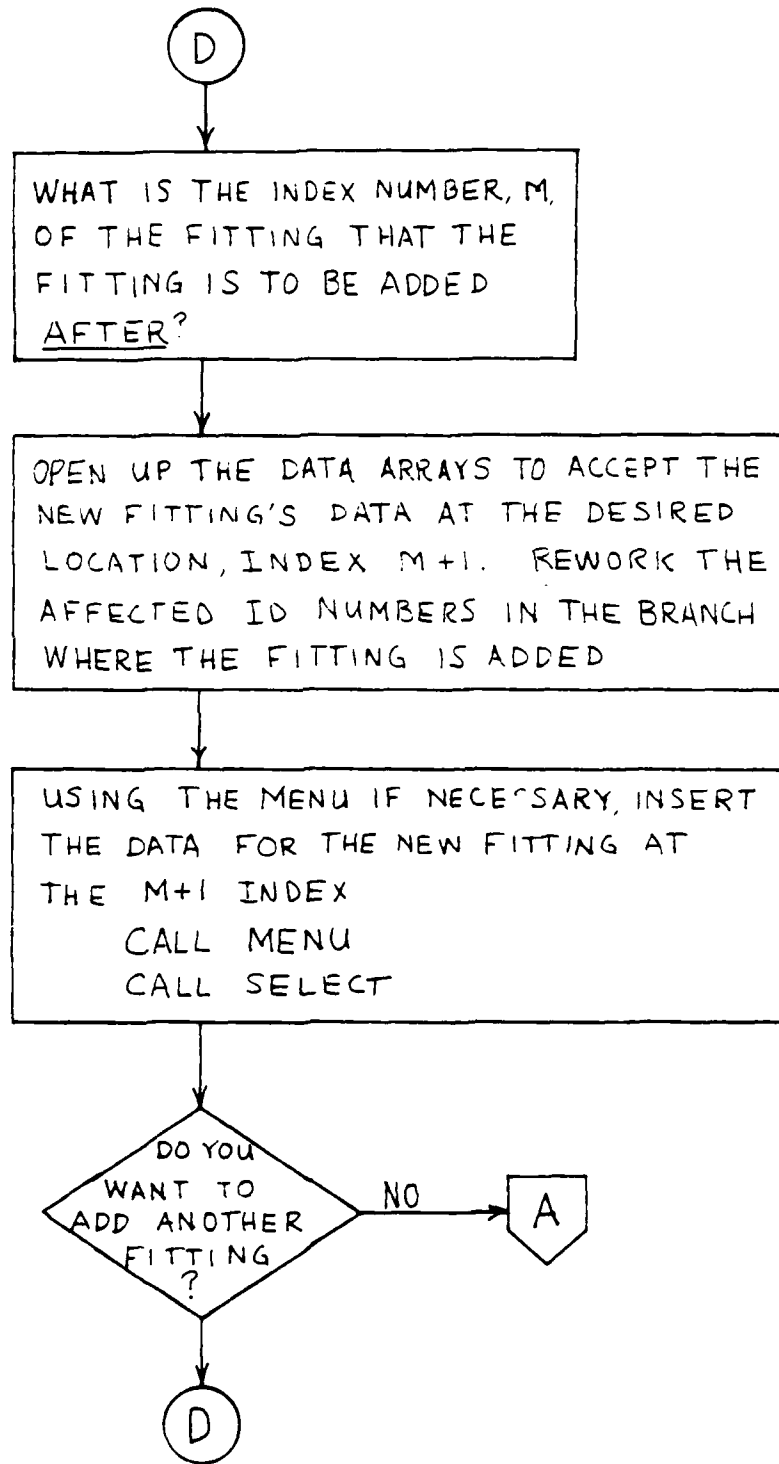 D
WHAT IS THE INDEX NUMBER, M,
OF THE FITTING THAT THE
FITTING IS TO BE ADDED
AFTER?
OPEN UP THE DATA ARRAYS TO ACCEPT THE
NEW FITTING'S DATA AT THE DESIRED
LOCATION, INDEX M+1. REWORK THE
AFFECTED ID NUMBERS IN THE BRANCH
WHERE THE FITTING IS ADDED
USING THE MENU IF NECESSARY, INSERT
THE DATA FOR THE NEW FITTING AT
THE M+1 INDEX
CALL MENU
CALL SELECT
DO YOU
WANT TO
ADD ANOTHER
FITTING
?
NO
A
D